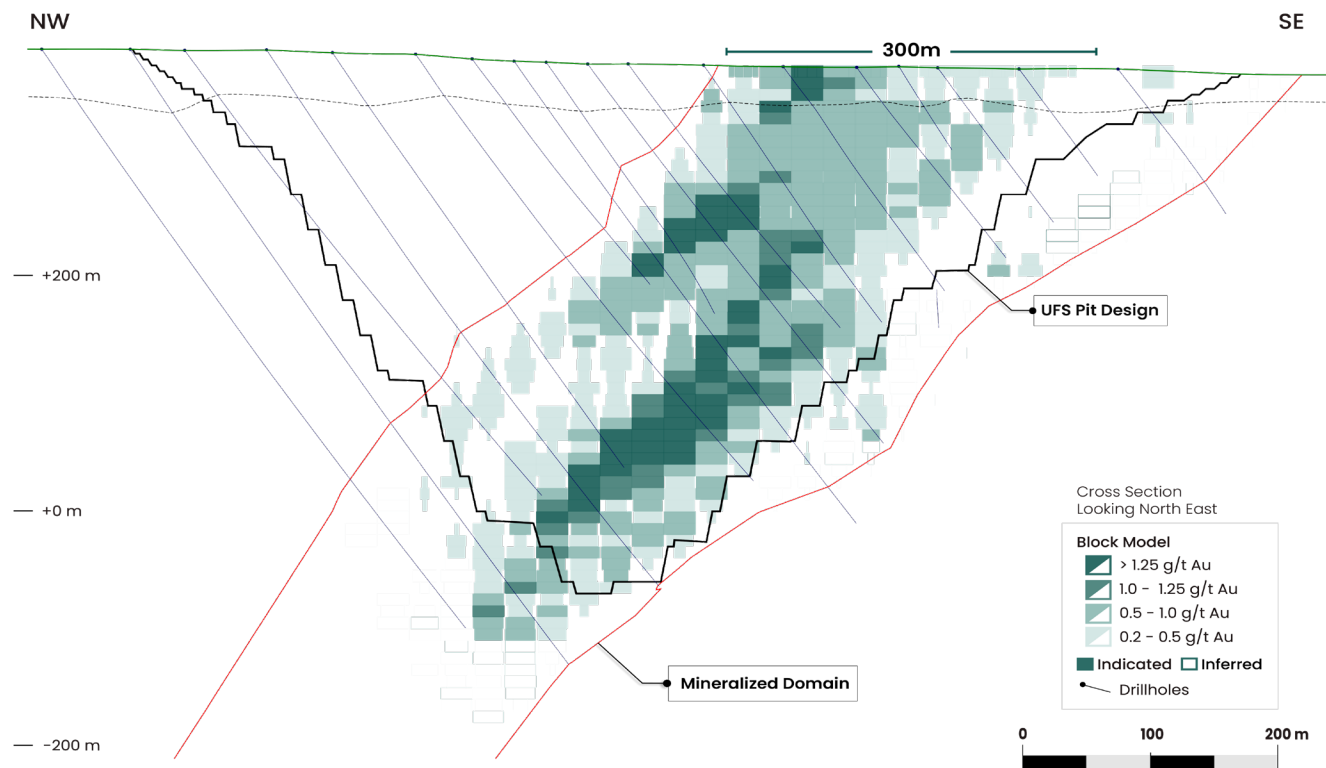 NW
SE
300m
+200 m
UFS Pit Design
+0 m
Cross Section
Looking North East
Block Model
> 1.25 g/t Au
1.0 - 1.25 g/t Au
0.5 - 1.0 g/t Au
0.2 - 0.5 g/t Au
Indicated Inferred
Drillholes
Mineralized Domain
-200 m
0 100 200 m